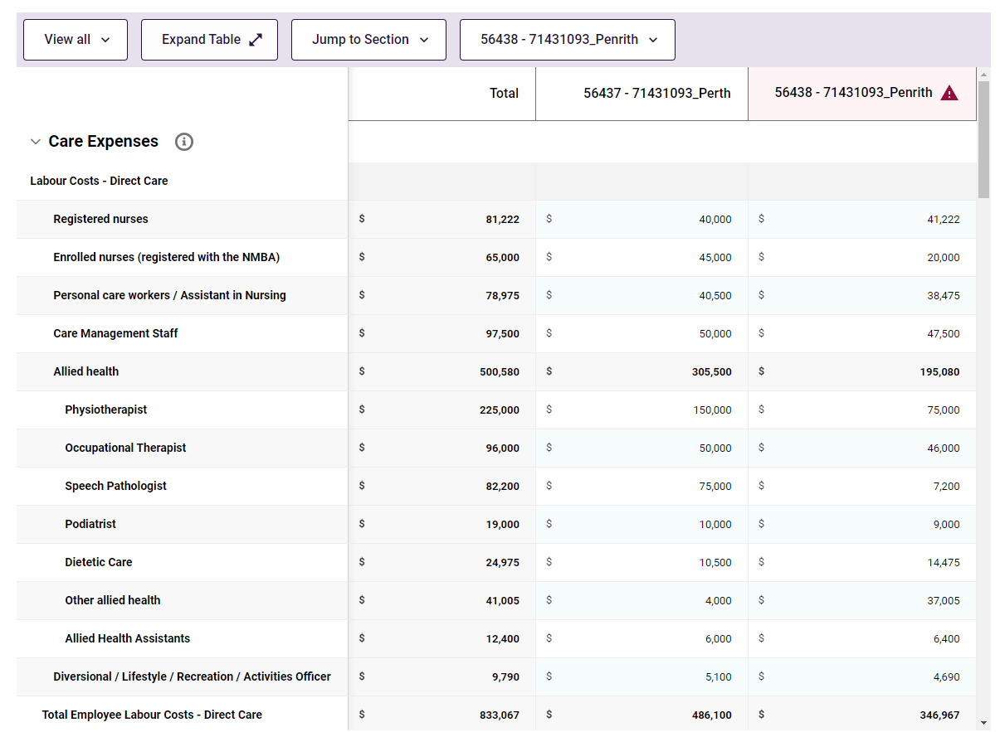 View all Expand Table Jump to Section 56438 - 71431093_Penrith
Total 56437 - 71431093_Perth 56438 - 71431093_Penrith
Care Expenses
Labour Costs - Direct Care
Registered nurses $ 81,222 $ 40,000 $ 41,222
Enrolled nurses (registered with the NMBA) $ 65,000 $ 45,000 $ 20,000
Personal care workers / Assistant in Nursing $ 78,975 $ 40,500 $ 38,475
Care Management Staff $ 97,500 $ 50,000 $ 47,500
Allied health $ 500,580 $ 305,500 $ 195,080
Physiotherapist $ 225,000 $ 150,000 $ 75,000
Occupational Therapist $ 96,000 $ 50,000 $ 46,000
Speech Pathologist $ 82,200 $ 75,000 $ 7,200
Podiatrist $ 19,000 $ 10,000 $ 9,000
Dietetic Care $ 24,975 $ 10,500 $ 14,475
Other allied health $ 41,005 $ 4,000 $ 37,005
Allied Health Assistants $ 12,400 $ 6,000 $ 6,400
Diversional / Lifestyle / Recreation / Activities Officer $ 9,790 $ 5,100 $ 4,690
Total Employee Labour Costs - Direct Care $ 833,067 $ 486,100 $ 346,967